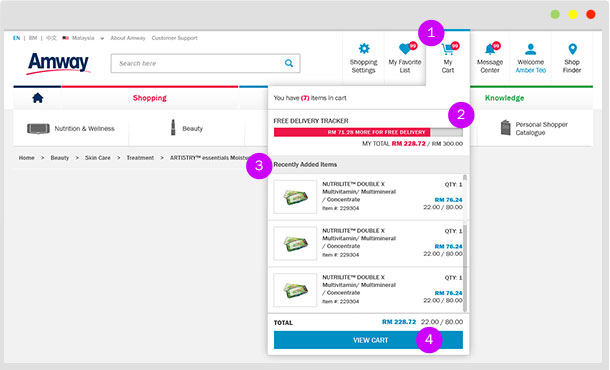 1
EN | BM | 中文 Malaysia About Amway Customer Support
Amway
Search here
Shopping Settings
My Favorite List
99
My Cart
99
Message Center
99
Welcome Amber Teo
Shop Finder
Shopping
Knowledge
Nutrition & Wellness
Beauty
Personal Shopper Catalogue
Home > Beauty > Skin Care > Treatment > ARTISTRY™ essentials Moistu
You have (7) items in cart
2
FREE DELIVERY TRACKER
RM 71.28 MORE FOR FREE DELIVERY
MY TOTAL RM 228.72 / RM 300.00
3
Recently Added Items
NUTRILITE™ DOUBLE X QTY: 1
Multivitamin/ Multimineral
/ Concentrate RM 76.24
Item #: 229304 22.00 / 80.00
NUTRILITE™ DOUBLE X QTY: 1
Multivitamin/ Multimineral
/ Concentrate RM 76.24
Item #: 229304 22.00 / 80.00
NUTRILITE™ DOUBLE X QTY: 1
Multivitamin/ Multimineral
/ Concentrate RM 76.24
Item #: 229304 22.00 / 80.00
TOTAL RM 228.72 22.00 / 80.00
VIEW CART
4